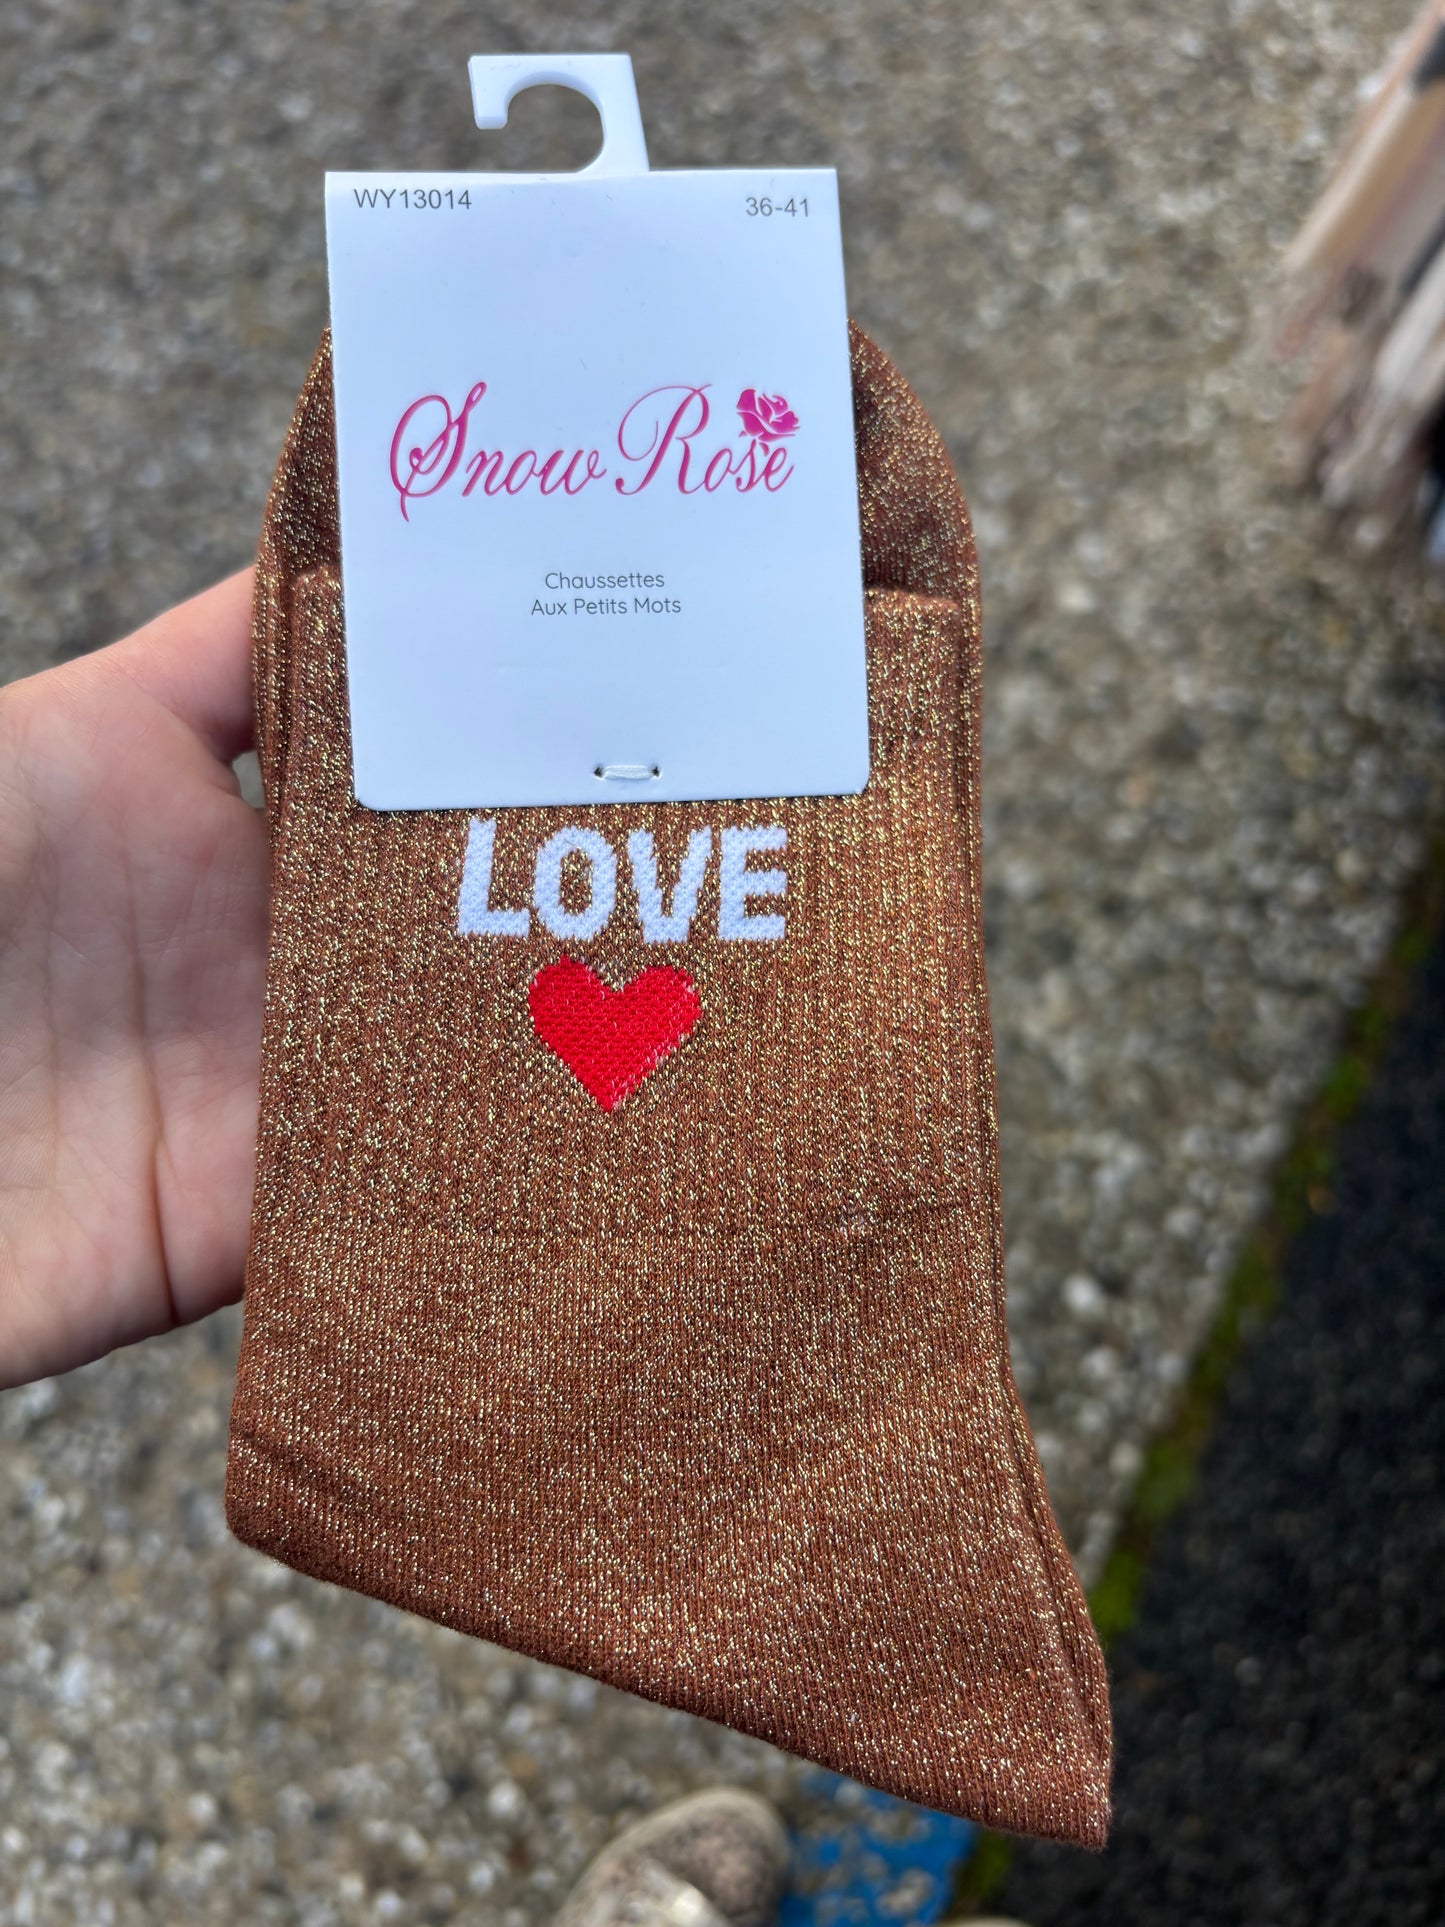 WY13014 36-41
Snow Rose
Chaussettes
Aux Petits Mots
LOVE